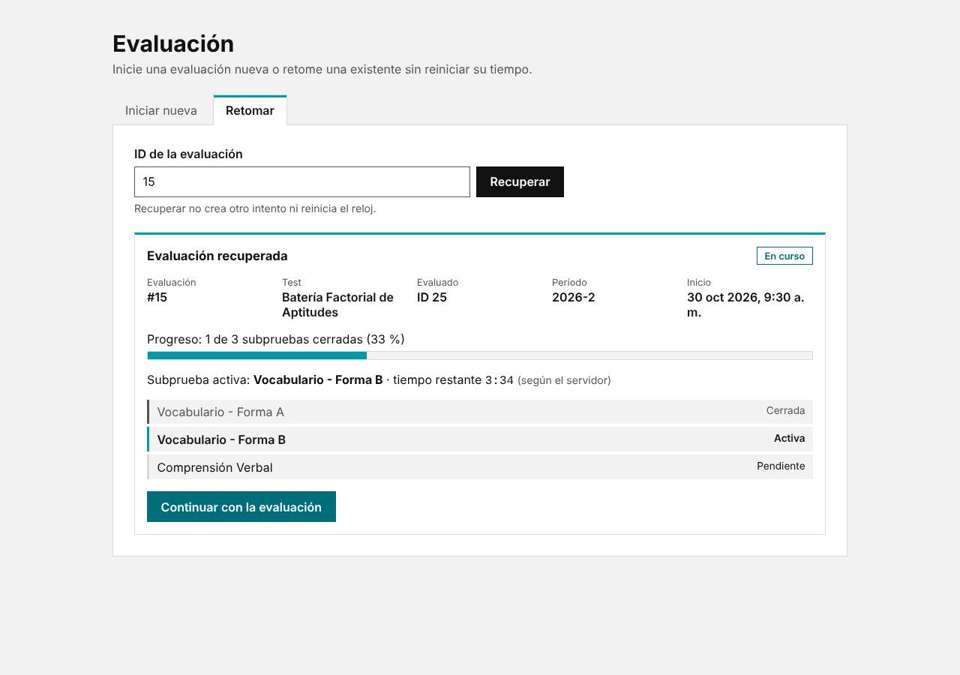 Evaluación
Inicie una evaluación nueva o retome una existente sin reiniciar su tiempo.
Iniciar nueva
Retomar
ID de la evaluación
15
Recuperar
Recuperar no crea otro intento ni reinicia el reloj.
Evaluación recuperada
En curso
Evaluación
#15
Test
Batería Factorial de
Aptitudes
Evaluado
ID 25
Periodo
2026-2
Inicio
30 oct 2026, 9:30 a.
m.
Progreso: 1 de 3 subpruebas cerradas (33 %)
Subprueba activa: Vocabulario - Forma B · tiempo restante 3:34 (según el servidor)
Vocabulario - Forma A Cerrada
Vocabulario - Forma B Activa
Comprensión Verbal Pendiente
Continuar con la evaluación